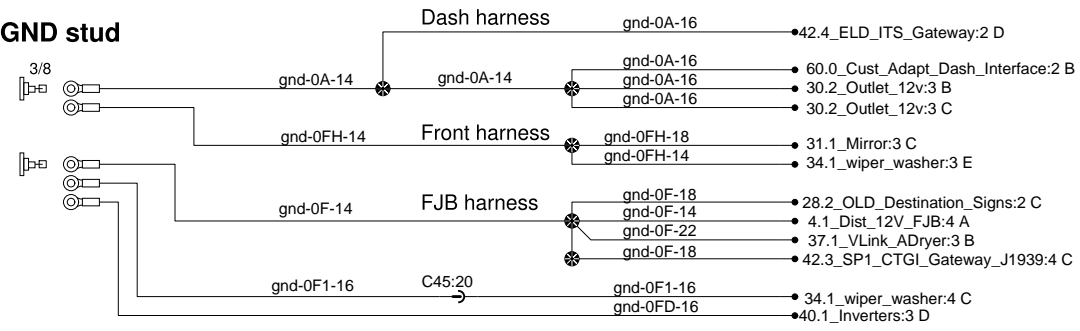 Dash harness
gnd-0A-16
42.4_ELD_ITS_Gateway:2 D
GND stud
3/8
gnd-0A-14
gnd-0A-14
gnd-0A-16
60.0_Cust_Adapt_Dash_Interface:2 B
gnd-0A-16
30.2_Outlet_12v:3 B
gnd-0A-16
30.2_Outlet_12v:3 C
gnd-0FH-14
Front harness
gnd-0FH-18
31.1_Mirror:3 C
gnd-0FH-14
34.1_wiper_washer:3 E
gnd-0F-14
FJB harness
gnd-0F-18
28.2_OLD_Destination_Signs:2 C
gnd-0F-14
4.1_Dist_12V_FJB:4 A
gnd-0F-22
37.1_VLink_ADryer:3 B
gnd-0F-18
42.3_SP1_CTGI_Gateway_J1939:4 C
gnd-0F1-16
C45:20
gnd-0F1-16
34.1_wiper_washer:4 C
gnd-0FD-16
40.1_Inverters:3 D